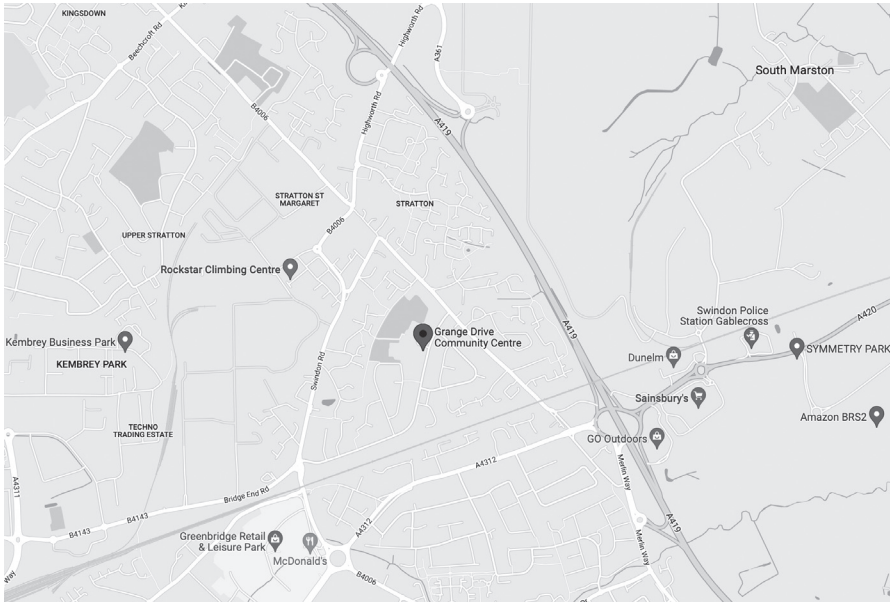 KINGSDOWN
Beechcroft Rd
Highworth Rd
A361
South Marston
B4006
Highworth Rd
A419
STRATTON ST
MARGARET
STRATTON
B4006
UPPER STRATTON
Rockstar Climbing Centre
Swindon Police
Station Gablecross
A420
A419
Grange Drive
Community Centre
Kembrey Business Park
KEMBREY PARK
Dunelm
SYMMETRY PARK
Swindon Rd
Sainsbury's
Amazon BRS2
TECHNO
TRADING ESTATE
GO Outdoors
A4312
Merlin Way
A4311
Bridge End Rd
B4143
B4143
A4312
A419
Greenbridge Retail
& Leisure Park
McDonald's
Merlin Way
B4006
Way